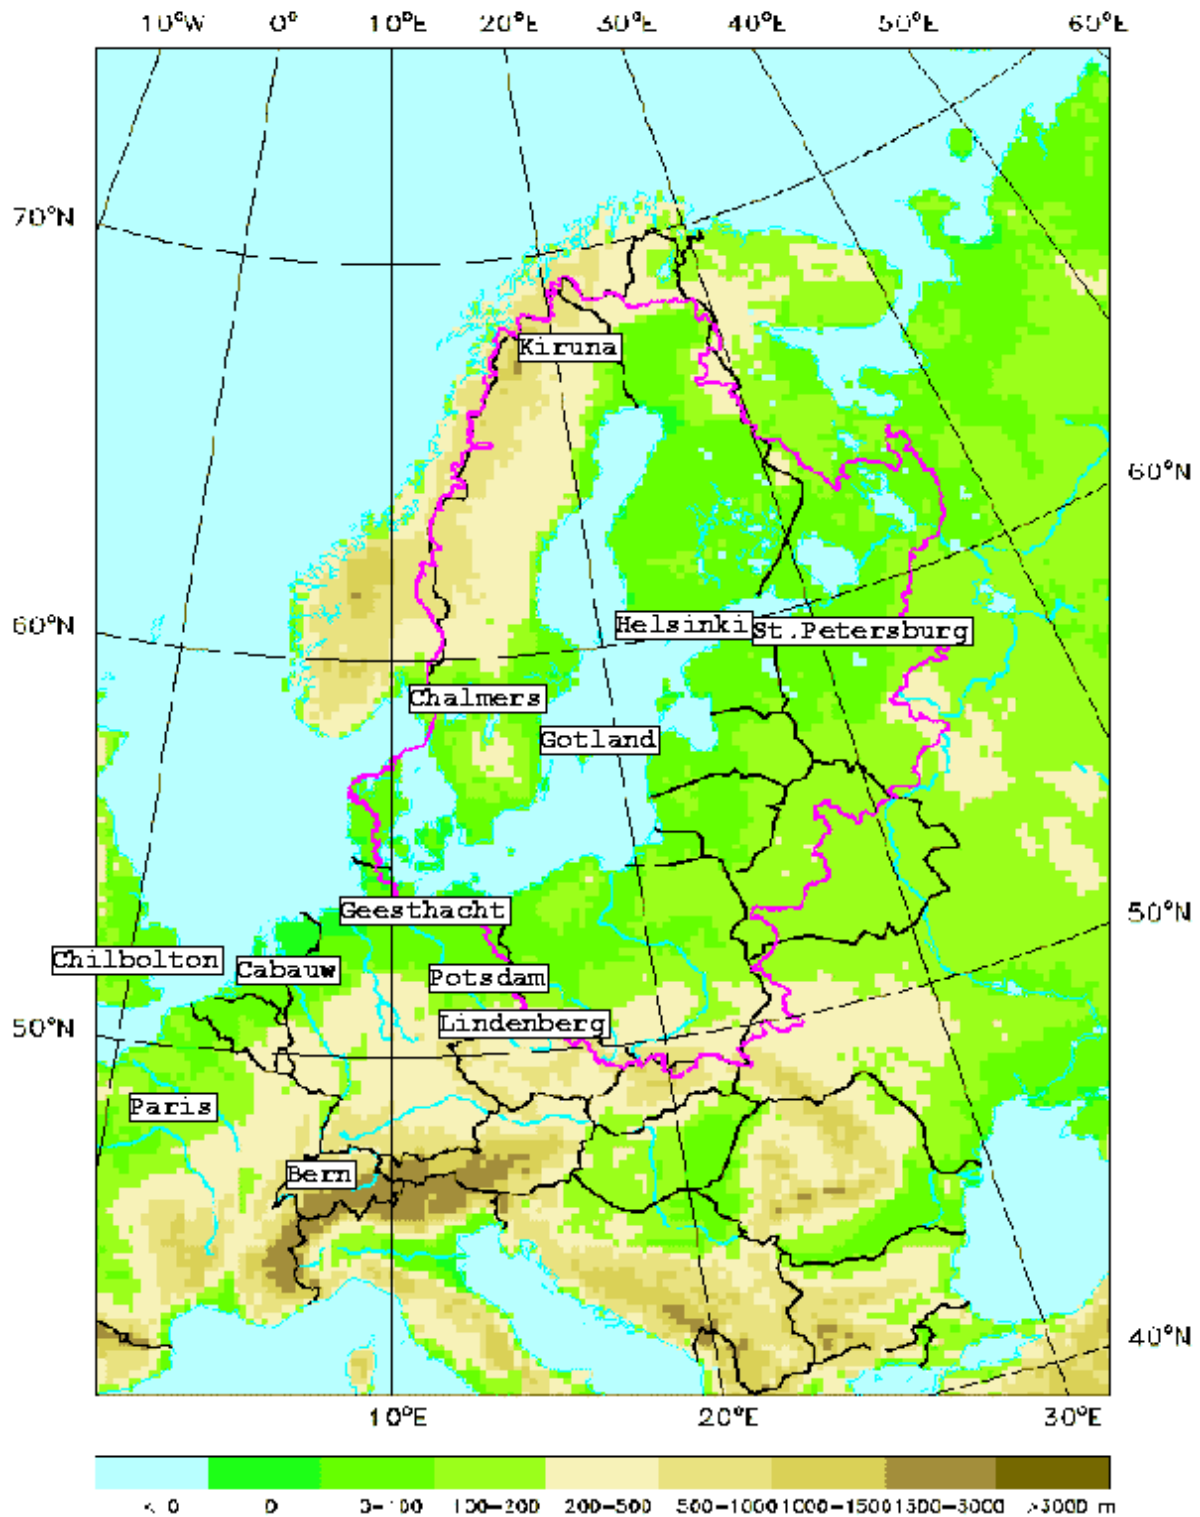 10°W 0° 10°E 20°E 30°E 40°E 50°E 60°E
70°N
Kiruna
60°N
60°N
Helsinki St.Petersburg
Chalmers
Gotland
Geesthacht
50°N
Chilbolton
Cabauw
Potsdam
50°N
Lindenberg
Paris
Bern
40°N
10°E 20°E 30°E
< 0 0 0-100 100-200 200-500 500-1000 1000-1500 1500-3000 >3000 m